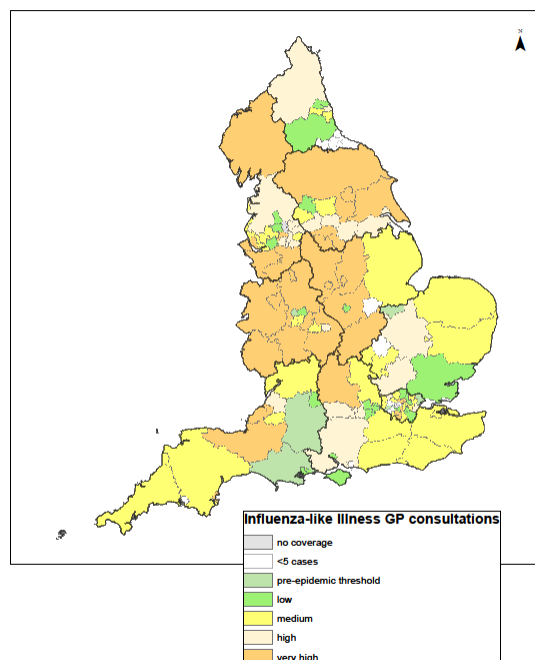 N
Influenza-like Illness GP consultations
no coverage
<5 cases
pre-epidemic threshold
low
medium
high
very high